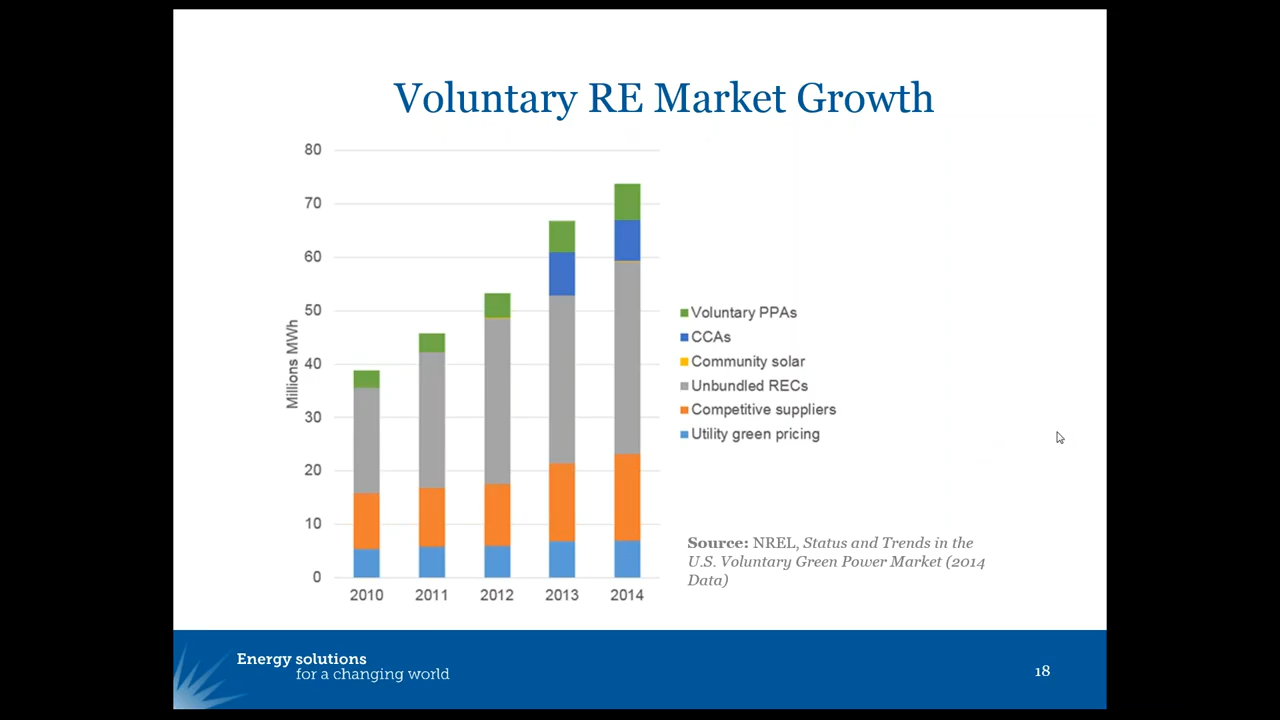 Voluntary RE Market Growth
80
70
60
50
40
30
20
10
0
Millions MWh
2010 2011 2012 2013 2014
Voluntary PPAs
CCAs
Community solar
Unbundled RECs
Competitive suppliers
Utility green pricing
Source: NREL, Status and Trends in the
U.S. Voluntary Green Power Market (2014
Data)
Energy solutions
for a changing world
18